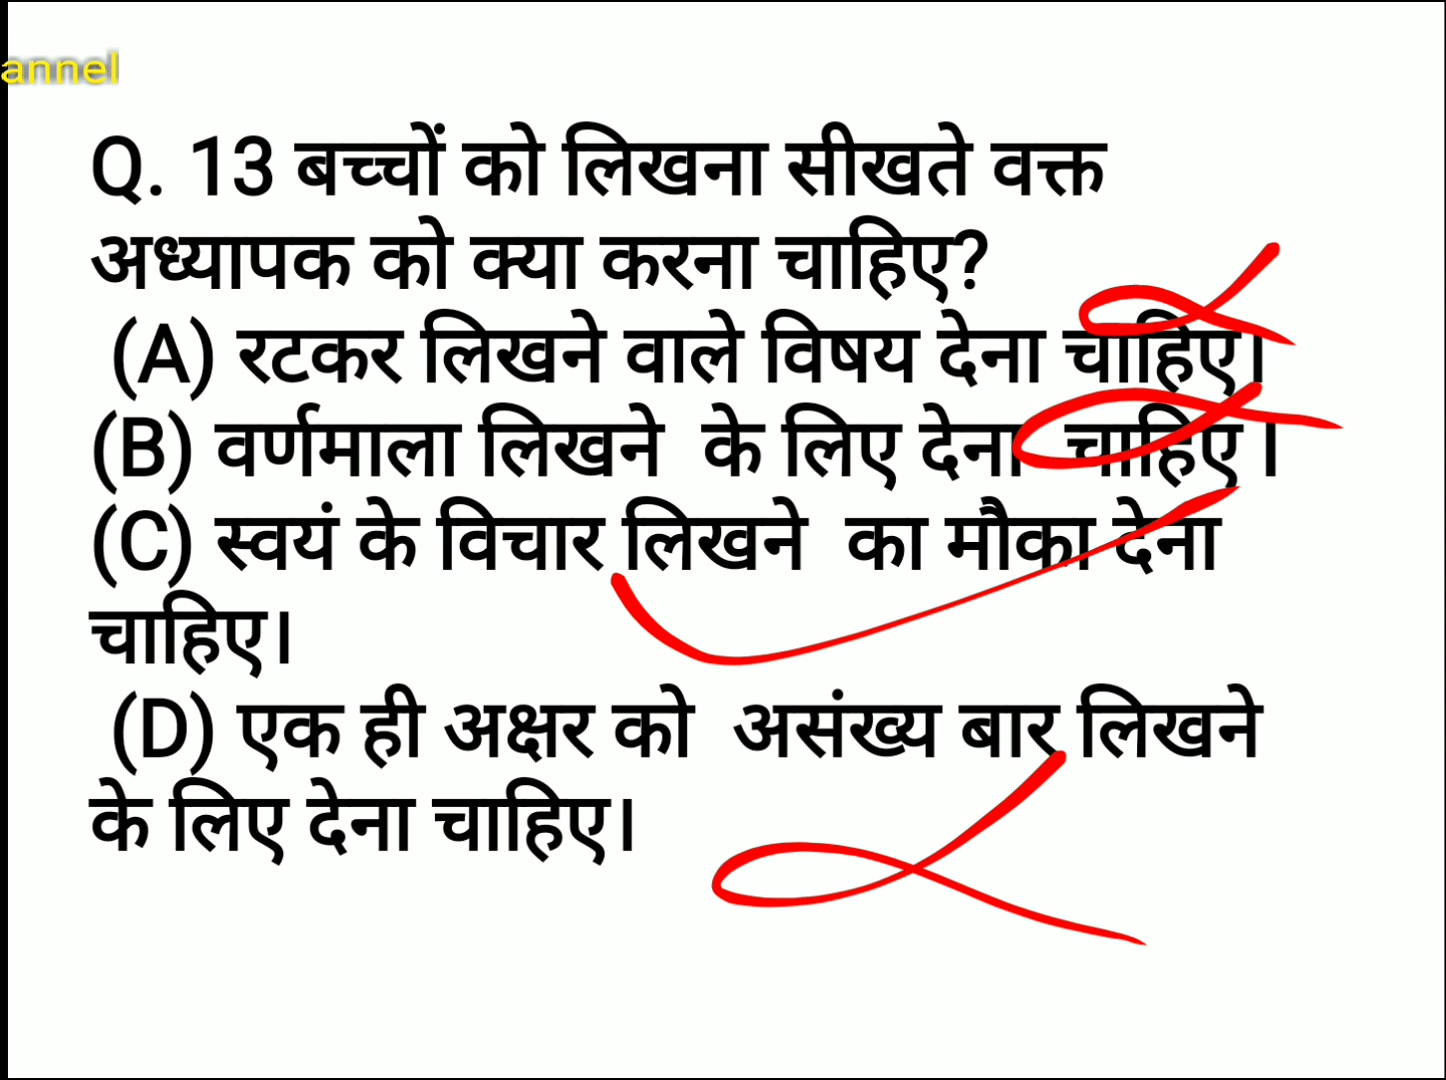 annel
Q. 13 बच्चों को लिखना सीखते वक्त
अध्यापक को क्या करना चाहिए?
(A) रटकर लिखने वाले विषय देना चाहिए।
(B) वर्णमाला लिखने के लिए देना चाहिए ।
(C) स्वयं के विचार लिखने का मौका देना
चाहिए।
(D) एक ही अक्षर को असंख्य बार लिखने
के लिए देना चाहिए।